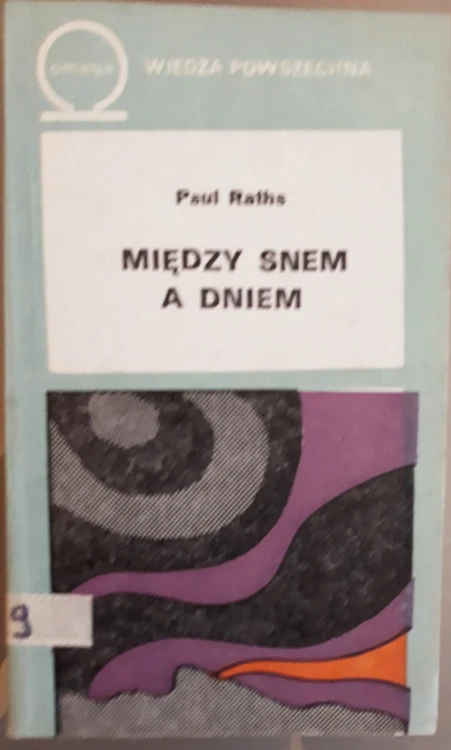 omega
WIEDZA POWSZECHNA
Paul Raths
MIĘDZY SNEM
A DNIEM
9